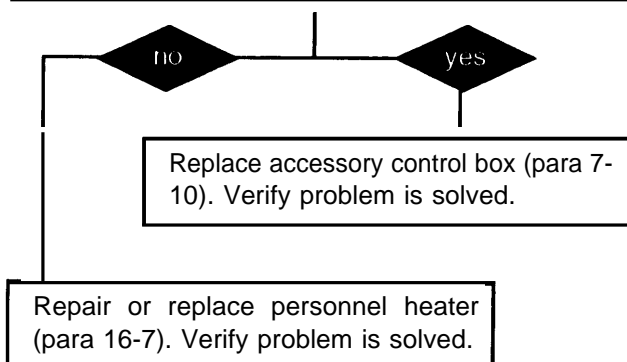 no
yes
Replace accessory control box (para 7-
10). Verify problem is solved.
Repair or replace personnel heater
(para 16-7). Verify problem is solved.